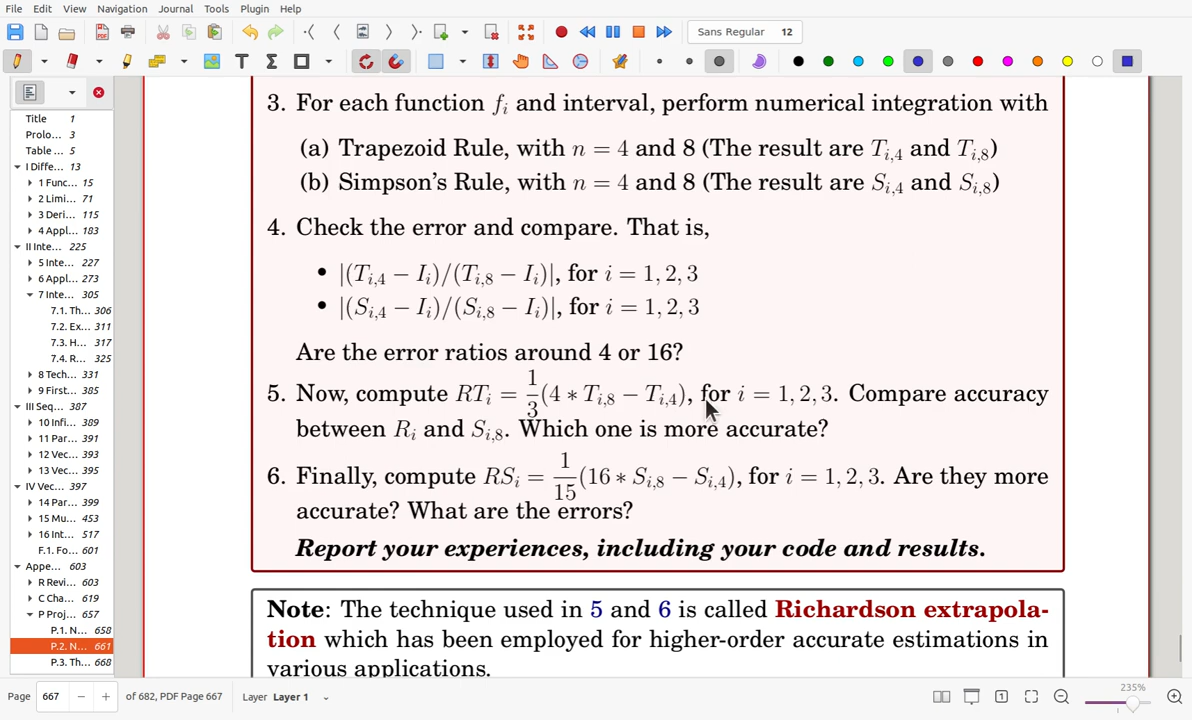 File Edit View Navigation Journal Tools Plugin Help
Sans Regular 12
Title 1
Prolo... 3
Table ... 5
I Diffe... 13
1 Func... 15
2 Limi... 71
3 Deri... 115
4 Appl... 183
II Inte... 225
5 Inte... 227
6 Appl... 273
7 Inte... 305
7.1. Th... 306
7.2. Ex... 311
7.3. H... 317
7.4. R... 325
8 Tech... 331
9 First... 385
III Seq... 387
10 Infi... 389
11 Par... 391
12 Vec... 393
13 Vec... 395
IV Vec... 397
14 Par... 399
15 Mu... 453
16 Int... 517
F.1. Fo... 601
Appe... 603
R Revi... 603
C Cha... 619
P Proj... 657
P.1. N... 658
P.2. N... 661
P.3. Th... 668
3. For each function f_i and interval, perform numerical integration with
(a) Trapezoid Rule, with n = 4 and 8 (The result are T_{i,4} and T_{i,8})
(b) Simpson's Rule, with n = 4 and 8 (The result are S_{i,4} and S_{i,8})
4. Check the error and compare. That is,
• |(T_{i,4} − I_i)/(T_{i,8} − I_i)|, for i = 1, 2, 3
• |(S_{i,4} − I_i)/(S_{i,8} − I_i)|, for i = 1, 2, 3
Are the error ratios around 4 or 16?
5. Now, compute RT_i = 1/3(4 ∗ T_{i,8} − T_{i,4}), for i = 1, 2, 3. Compare accuracy
between R_i and S_{i,8}. Which one is more accurate?
6. Finally, compute RS_i = 1/15(16 ∗ S_{i,8} − S_{i,4}), for i = 1, 2, 3. Are they more
accurate? What are the errors?
Report your experiences, including your code and results.
Note: The technique used in 5 and 6 is called Richardson extrapola-
tion which has been employed for higher-order accurate estimations in
various applications.
Page 667 of 682, PDF Page 667 Layer Layer 1 235%